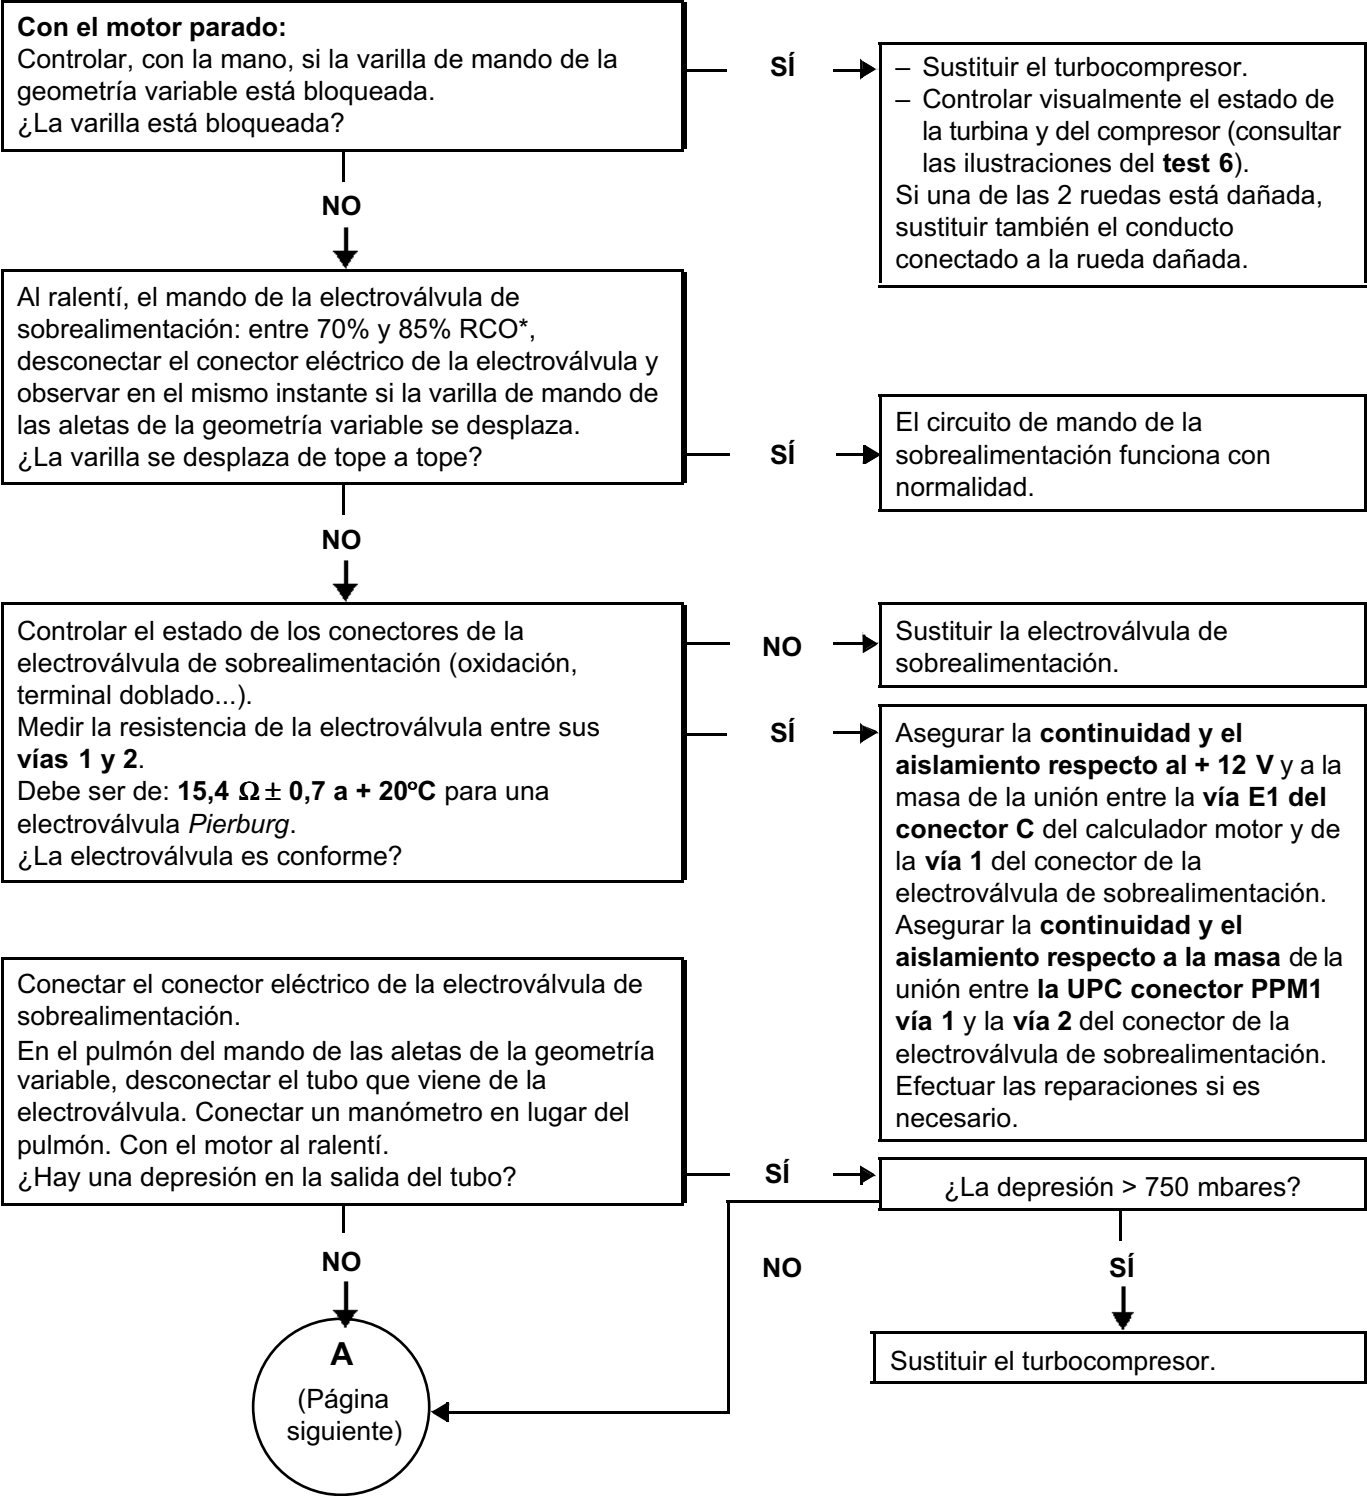 Con el motor parado:
Controlar, con la mano, si la varilla de mando de la
geometría variable está bloqueada.
¿La varilla está bloqueada?
SÍ
– Sustituir el turbocompresor.
– Controlar visualmente el estado de
la turbina y del compresor (consultar
las ilustraciones del test 6).
Si una de las 2 ruedas está dañada,
sustituir también el conducto
conectado a la rueda dañada.
NO
Al ralentí, el mando de la electroválvula de
sobrealimentación: entre 70% y 85% RCO*,
desconectar el conector eléctrico de la electroválvula y
observar en el mismo instante si la varilla de mando de
las aletas de la geometría variable se desplaza.
¿La varilla se desplaza de tope a tope?
SÍ
El circuito de mando de la
sobrealimentación funciona con
normalidad.
NO
Controlar el estado de los conectores de la
electroválvula de sobrealimentación (oxidación,
terminal doblado...).
Medir la resistencia de la electroválvula entre sus
vías 1 y 2.
Debe ser de: 15,4 Ω ± 0,7 a + 20ºC para una
electroválvula Pierburg.
¿La electroválvula es conforme?
NO
Sustituir la electroválvula de
sobrealimentación.
SÍ
Asegurar la continuidad y el
aislamiento respecto al + 12 V y a la
masa de la unión entre la vía E1 del
conector C del calculador motor y de
la vía 1 del conector de la
electroválvula de sobrealimentación.
Asegurar la continuidad y el
aislamiento respecto a la masa de la
unión entre la UPC conector PPM1
vía 1 y la vía 2 del conector de la
electroválvula de sobrealimentación.
Efectuar las reparaciones si es
necesario.
Conectar el conector eléctrico de la electroválvula de
sobrealimentación.
En el pulmón del mando de las aletas de la geometría
variable, desconectar el tubo que viene de la
electroválvula. Conectar un manómetro en lugar del
pulmón. Con el motor al ralentí.
¿Hay una depresión en la salida del tubo?
SÍ
¿La depresión > 750 mbares?
NO
NO
SÍ
Sustituir el turbocompresor.
A
(Página
siguiente)